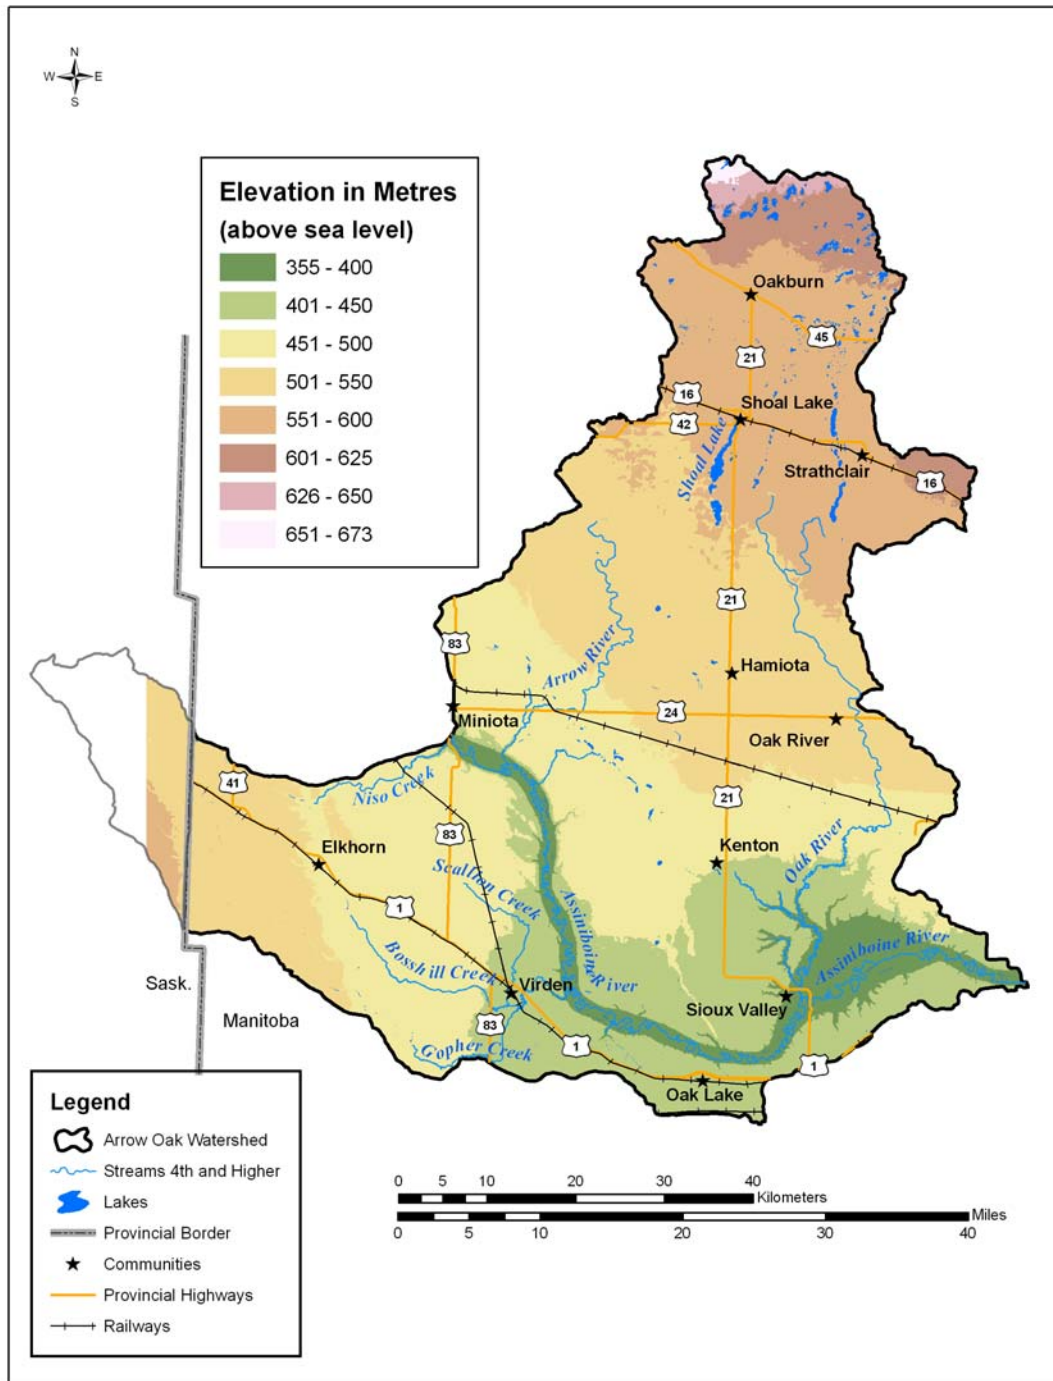 N
W E
S
Elevation in Metres
(above sea level)
355 - 400
401 - 450
451 - 500
501 - 550
551 - 600
601 - 625
626 - 650
651 - 673
Oakburn
45
21
16
Shoal Lake
42
Shoal Lake
Strathclair
16
21
83
Arrow River
Hamiota
24
Miniota
Oak River
41
Niso Creek
21
83
Elkhorn
Kenton
Oak River
Scallion Creek
1
Assiniboine River
Assiniboine River
Bosshill Creek
Virden
Sioux Valley
Sask.
Manitoba
83
1
1
Gopher Creek
Oak Lake
Legend
Arrow Oak Watershed
Streams 4th and Higher
Lakes
Provincial Border
Communities
Provincial Highways
Railways
0 5 10 20 30 40
Kilometers
Miles
0 5 10 20 30 40